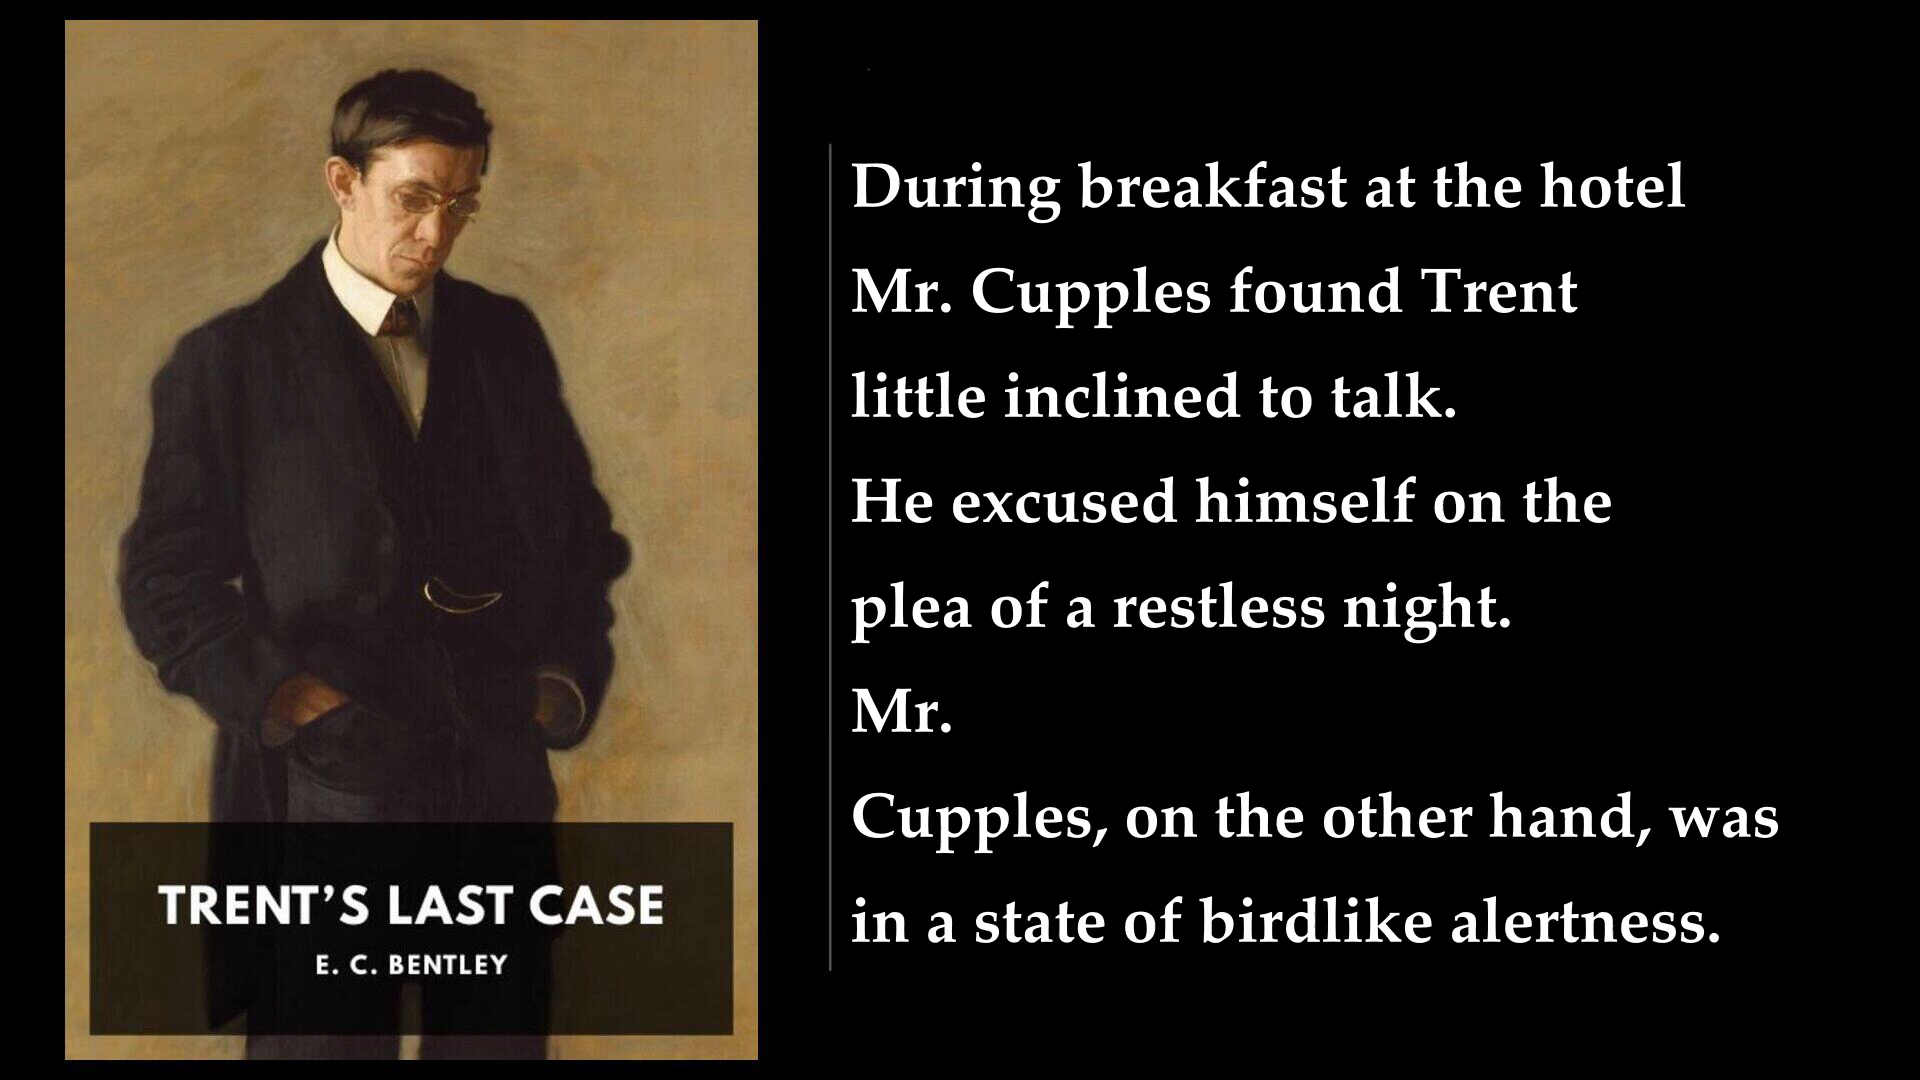 TRENT’S LAST CASE
E. C. BENTLEY
During breakfast at the hotel
Mr. Cupples found Trent
little inclined to talk.
He excused himself on the
plea of a restless night.
Mr.
Cupples, on the other hand, was
in a state of birdlike alertness.